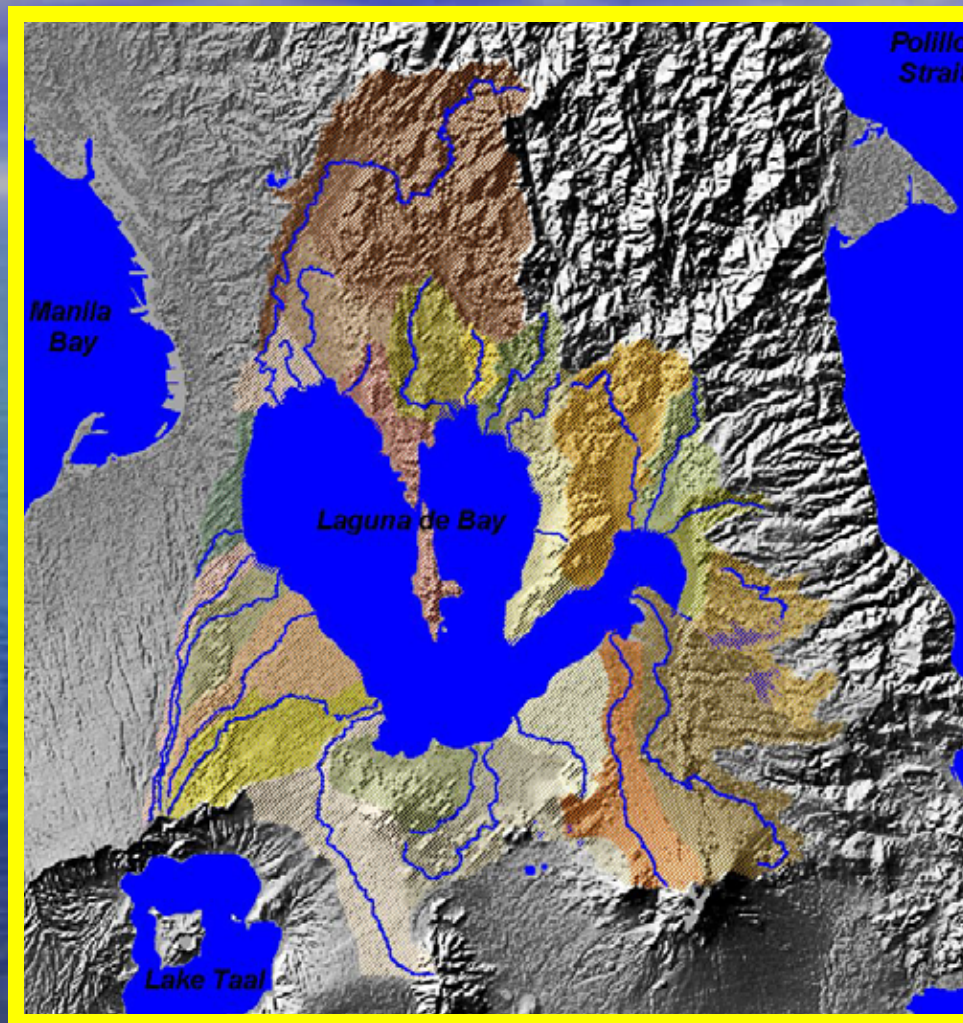 Polillo
Strait
Manila
Bay
Laguna de Bay
Lake Taal